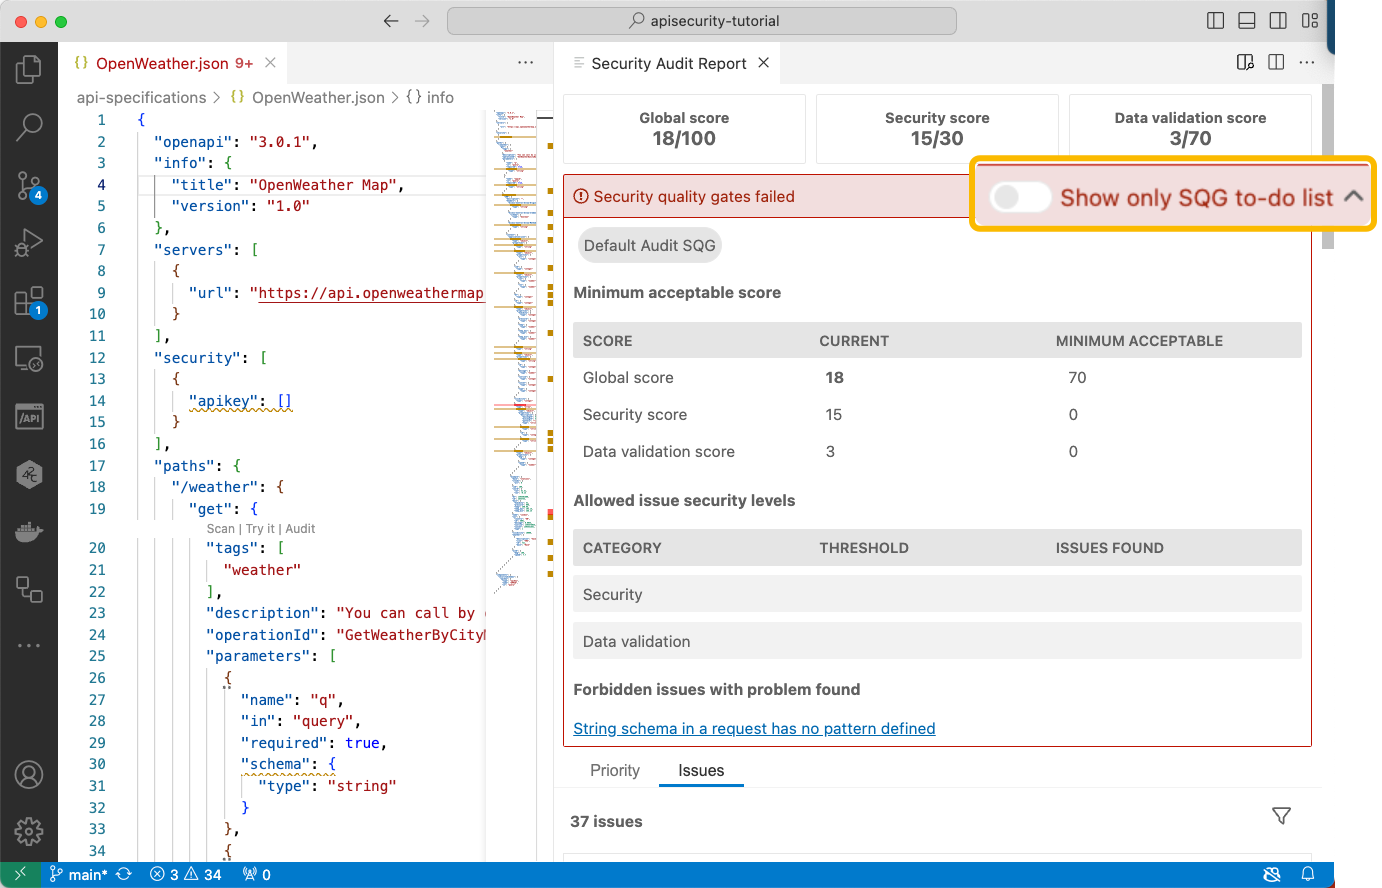 apisecurity-tutorial
{} OpenWeather.json 9+
Security Audit Report
api-specifications > {} OpenWeather.json > {} info
1 {
2 "openapi": "3.0.1",
3 "info": {
4 "title": "OpenWeather Map",
5 "version": "1.0"
6 },
7 "servers": [
8 {
9 "url": "https://api.openweathermap
10 }
11 ],
12 "security": [
13 {
14 "apikey": []
15 }
16 ],
17 "paths": {
18 "/weather": {
19 "get": {
Scan | Try it | Audit
20 "tags": [
21 "weather"
22 ],
23 "description": "You can call by
24 "operationId": "GetWeatherByCity
25 "parameters": [
26 {
27 "name": "q",
28 "in": "query",
29 "required": true,
30 "schema": {
31 "type": "string"
32 }
33 },
34 {
4
1
/API
42C
Global score
18/100
Security score
15/30
Data validation score
3/70
Security quality gates failed
Show only SQG to-do list
Default Audit SQG
Minimum acceptable score
SCORE CURRENT MINIMUM ACCEPTABLE
Global score 18 70
Security score 15 0
Data validation score 3 0
Allowed issue security levels
CATEGORY THRESHOLD ISSUES FOUND
Security
Data validation
Forbidden issues with problem found
String schema in a request has no pattern defined
Priority Issues
37 issues
main* 3 34 0